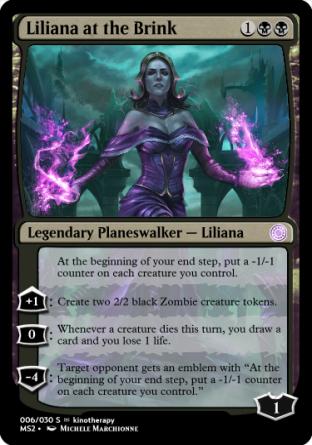 Liliana at the Brink 1
Legendary Planeswalker — Liliana
At the beginning of your end step, put a -1/-1
counter on each creature you control.
+1: Create two 2/2 black Zombie creature tokens.
Whenever a creature dies this turn, you draw a
0: card and you lose 1 life.
Target opponent gets an emblem with “At the
-4: beginning of your end step, put a -1/-1 counter
on each creature you control.”
1
006/030 S kinotherapy
MS2 • Michele Marchionne